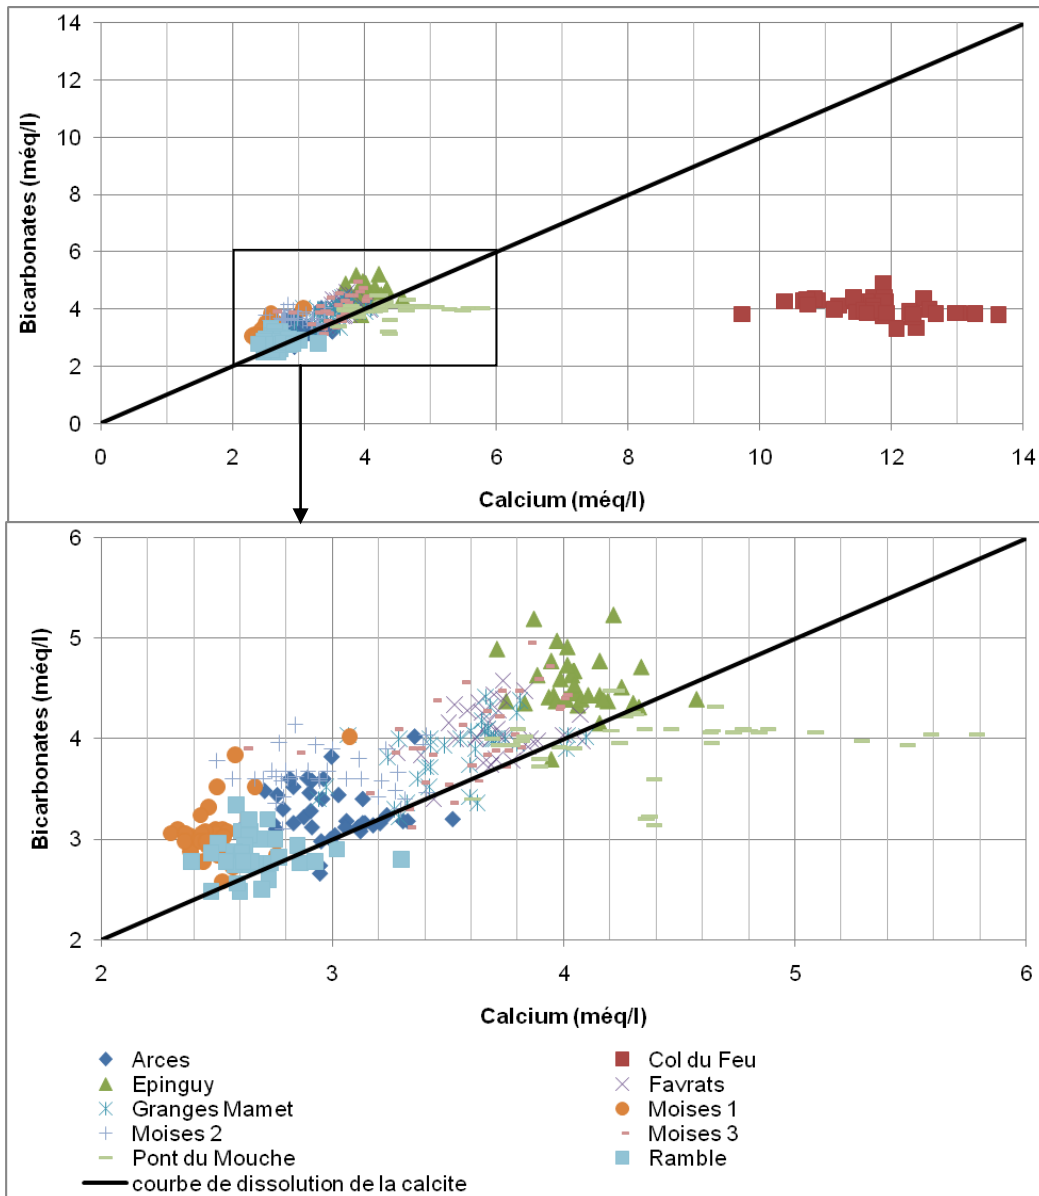 14
12
10
8
6
4
2
0
Bicarbonates (méq/l)
0 2 4 6 8 10 12 14
Calcium (méq/l)
6
5
4
3
2
Bicarbonates (méq/l)
2 3 4 5 6
Calcium (méq/l)
Arces Col du Feu
Epinguy Favrats
Granges Mamet Moises 1
Moises 2 Moises 3
Pont du Mouche Ramble
courbe de dissolution de la calcite